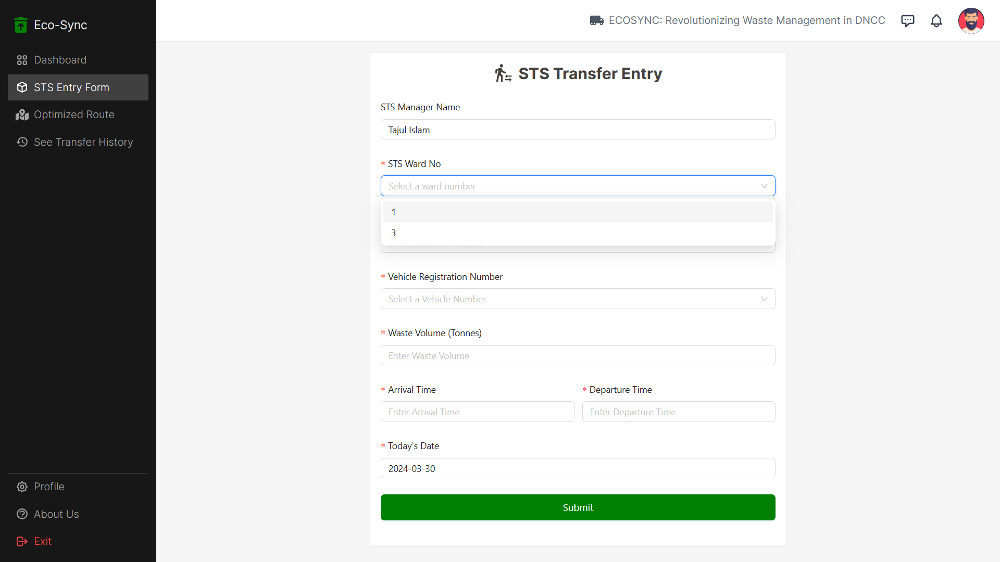 Eco-Sync
ECOSYNC: Revolutionizing Waste Management in DNCC
Dashboard
STS Entry Form
Optimized Route
See Transfer History
Profile
About Us
Exit
STS Transfer Entry
STS Manager Name
Tajul Islam
* STS Ward No
Select a ward number
1
3
* Vehicle Registration Number
Select a Vehicle Number
* Waste Volume (Tonnes)
Enter Waste Volume
* Arrival Time
* Departure Time
Enter Arrival Time
Enter Departure Time
* Today's Date
2024-03-30
Submit